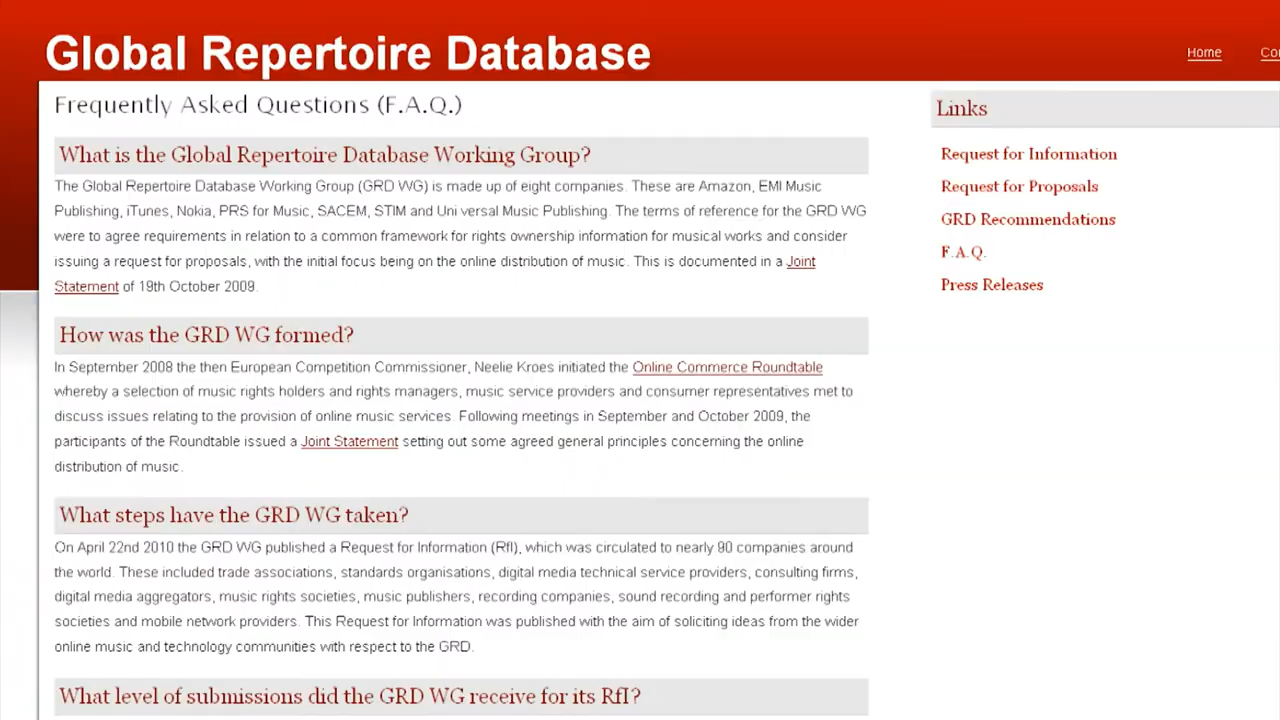 Global Repertoire Database
Home
Frequently Asked Questions (F.A.Q.)
What is the Global Repertoire Database Working Group?
The Global Repertoire Database Working Group (GRD WG) is made up of eight companies. These are Amazon, EMI Music
Publishing, iTunes, Nokia, PRS for Music, SACEM, STIM and Uni versal Music Publishing. The terms of reference for the GRD WG
were to agree requirements in relation to a common framework for rights ownership information for musical works and consider
issuing a request for proposals, with the initial focus being on the online distribution of music. This is documented in a Joint
Statement of 19th October 2009.
How was the GRD WG formed?
In September 2008 the then European Competition Commissioner, Neelie Kroes initiated the Online Commerce Roundtable
whereby a selection of music rights holders and rights managers, music service providers and consumer representatives met to
discuss issues relating to the provision of online music services. Following meetings in September and October 2009, the
participants of the Roundtable issued a Joint Statement setting out some agreed general principles concerning the online
distribution of music.
What steps have the GRD WG taken?
On April 22nd 2010 the GRD WG published a Request for Information (RfI), which was circulated to nearly 90 companies around
the world. These included trade associations, standards organisations, digital media technical service providers, consulting firms,
digital media aggregators, music rights societies, music publishers, recording companies, sound recording and performer rights
societies and mobile network providers. This Request for Information was published with the aim of soliciting ideas from the wider
online music and technology communities with respect to the GRD.
What level of submissions did the GRD WG receive for its RfI?
Links
Request for Information
Request for Proposals
GRD Recommendations
F.A.Q.
Press Releases